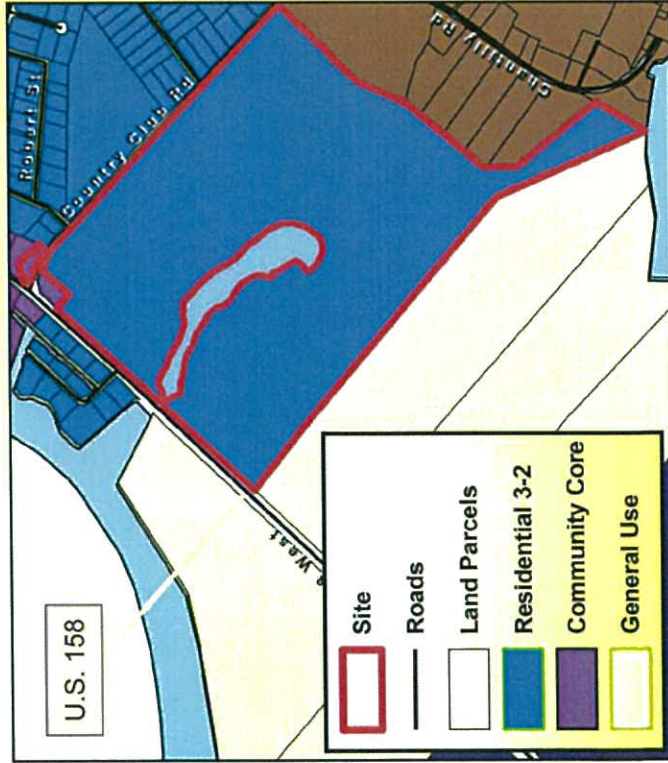 Robert St
Country Club Rd
Chantilly Rd
West
U.S. 158
Site
Roads
Land Parcels
Residential 3-2
Community Core
General Use